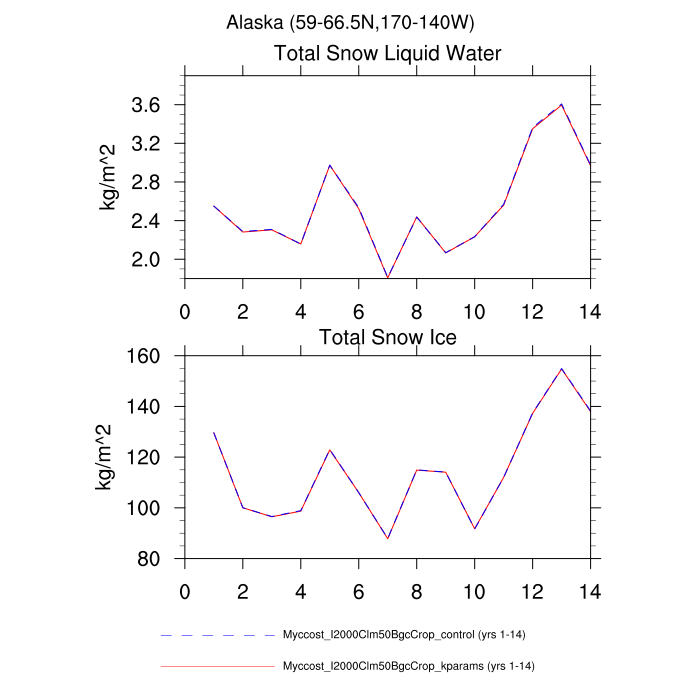 Alaska (59-66.5N,170-140W)
Total Snow Liquid Water
kg/m^2
3.6
3.2
2.8
2.4
2.0
0 2 4 6 8 10 12 14
Total Snow Ice
kg/m^2
160
140
120
100
80
0 2 4 6 8 10 12 14
Myccost_I2000Clm50BgcCrop_control (yrs 1-14)
Myccost_I2000Clm50BgcCrop_kparams (yrs 1-14)